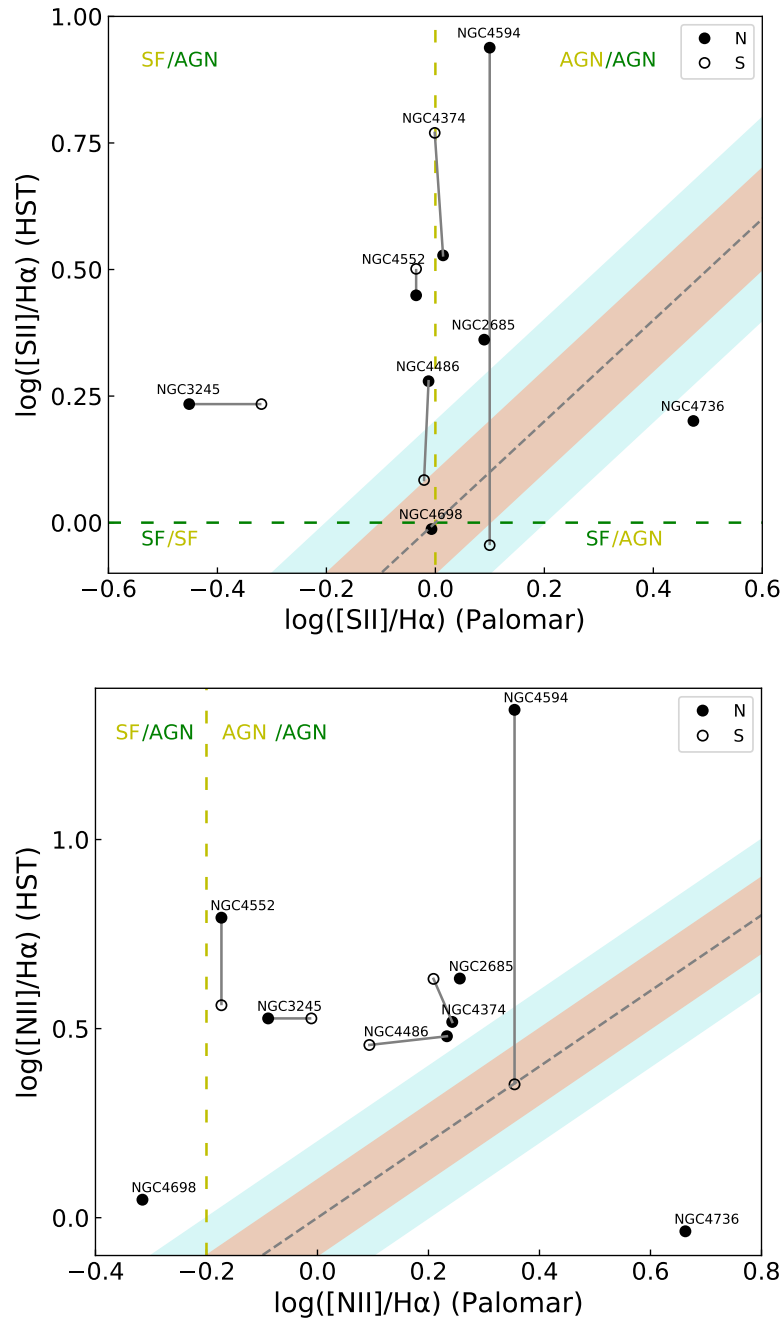 1.00
NGC4594
N
S
SF/AGN
AGN/AGN
NGC4374
0.75
log([SII]/Hα) (HST)
NGC4552
0.50
NGC2685
NGC4486
NGC3245
0.25
NGC4736
NGC4698
0.00
SF/SF
SF/AGN
−0.6 −0.4 −0.2 0.0 0.2 0.4 0.6
log([SII]/Hα) (Palomar)
NGC4594
N
S
SF/AGN AGN /AGN
1.0
log([NII]/Hα) (HST)
NGC4552
NGC2685
NGC3245
NGC4374
0.5
NGC4486
NGC4698
0.0
NGC4736
−0.4 −0.2 0.0 0.2 0.4 0.6 0.8
log([NII]/Hα) (Palomar)